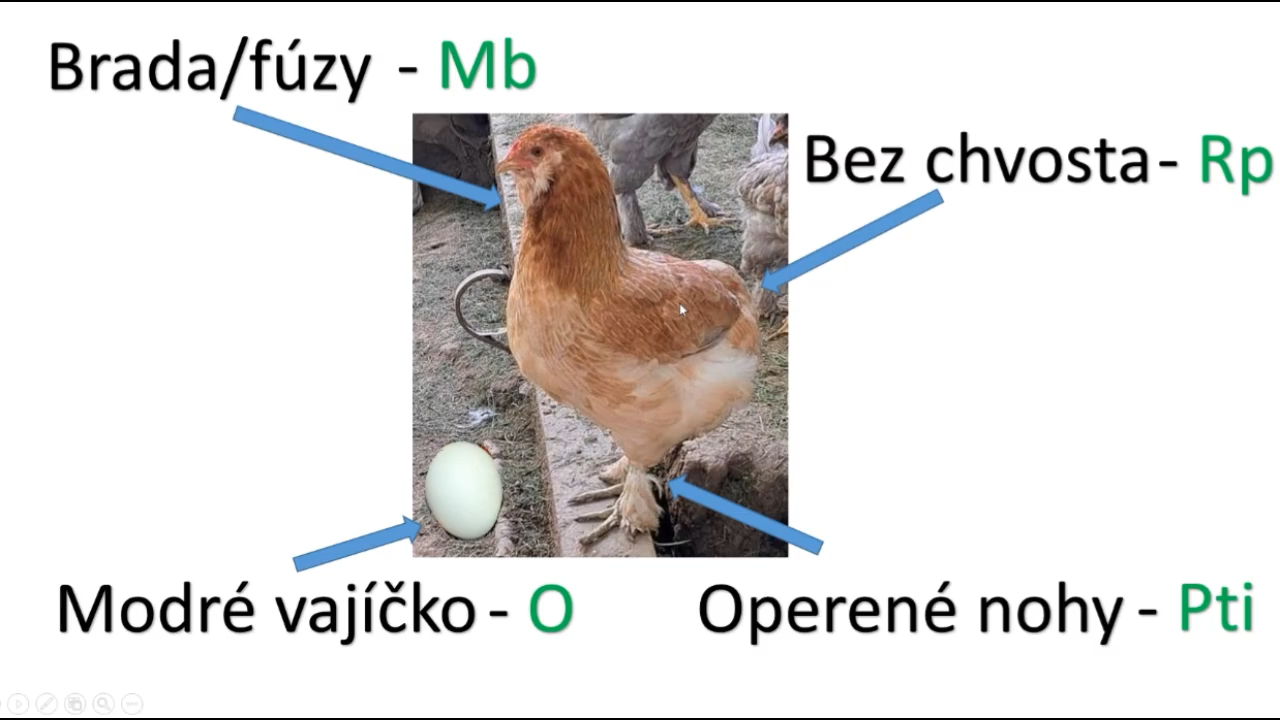 Brada/fúzy - Mb
Bez chvosta - Rp
Modré vajíčko - O
Operené nohy - Pti